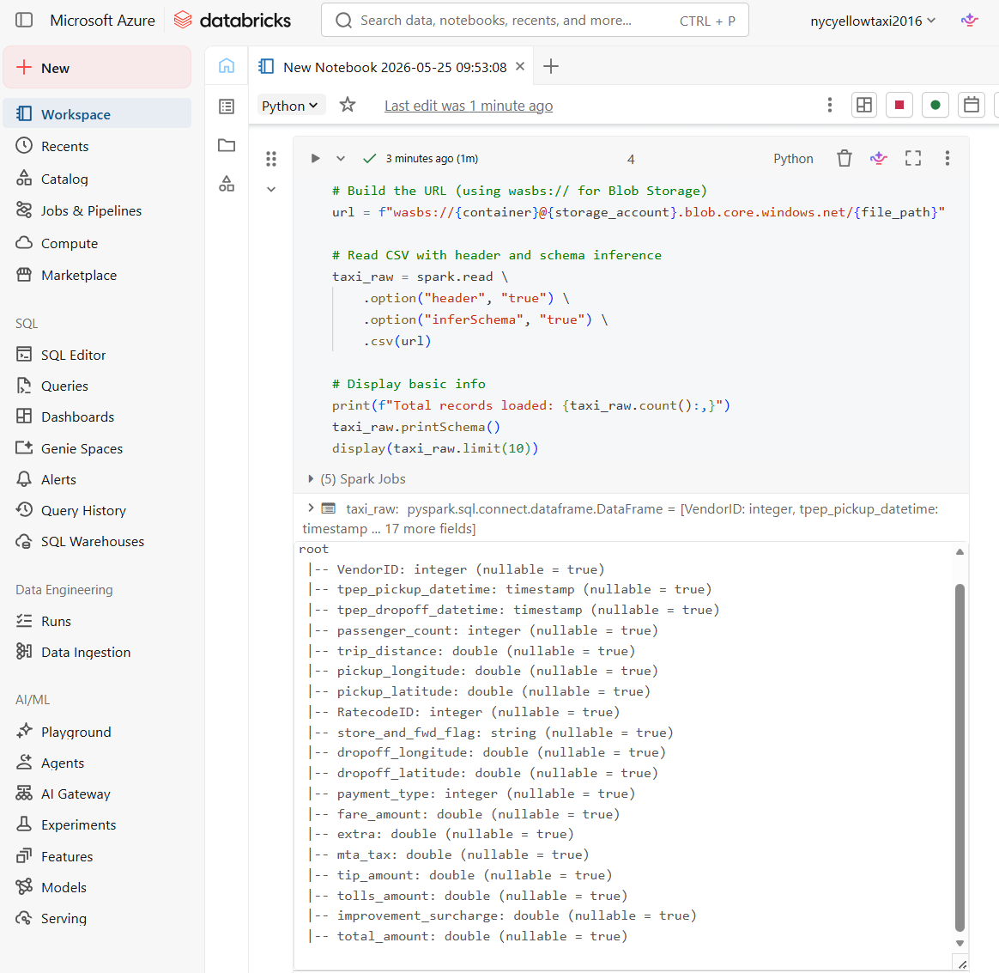 Microsoft Azure
databricks
Search data, notebooks, recents, and more...
CTRL + P
nycyellowtaxi2016
New
Workspace
Recents
Catalog
Jobs & Pipelines
Compute
Marketplace
SQL
SQL Editor
Queries
Dashboards
Genie Spaces
Alerts
Query History
SQL Warehouses
Data Engineering
Runs
Data Ingestion
AI/ML
Playground
Agents
AI Gateway
Experiments
Features
Models
Serving
New Notebook 2026-05-25 09:53:08
Python
Last edit was 1 minute ago
3 minutes ago (1m)
4
Python
# Build the URL (using wasbs:// for Blob Storage)
url = f"wasbs://{container}@{storage_account}.blob.core.windows.net/{file_path}"
# Read CSV with header and schema inference
taxi_raw = spark.read \
.option("header", "true") \
.option("inferSchema", "true") \
.csv(url)
# Display basic info
print(f"Total records loaded: {taxi_raw.count():,}")
taxi_raw.printSchema()
display(taxi_raw.limit(10))
(5) Spark Jobs
taxi_raw: pyspark.sql.connect.dataframe.DataFrame = [VendorID: integer, tpep_pickup_datetime:
timestamp ... 17 more fields]
root
|-- VendorID: integer (nullable = true)
|-- tpep_pickup_datetime: timestamp (nullable = true)
|-- tpep_dropoff_datetime: timestamp (nullable = true)
|-- passenger_count: integer (nullable = true)
|-- trip_distance: double (nullable = true)
|-- pickup_longitude: double (nullable = true)
|-- pickup_latitude: double (nullable = true)
|-- RatecodeID: integer (nullable = true)
|-- store_and_fwd_flag: string (nullable = true)
|-- dropoff_longitude: double (nullable = true)
|-- dropoff_latitude: double (nullable = true)
|-- payment_type: integer (nullable = true)
|-- fare_amount: double (nullable = true)
|-- extra: double (nullable = true)
|-- mta_tax: double (nullable = true)
|-- tip_amount: double (nullable = true)
|-- tolls_amount: double (nullable = true)
|-- improvement_surcharge: double (nullable = true)
|-- total_amount: double (nullable = true)